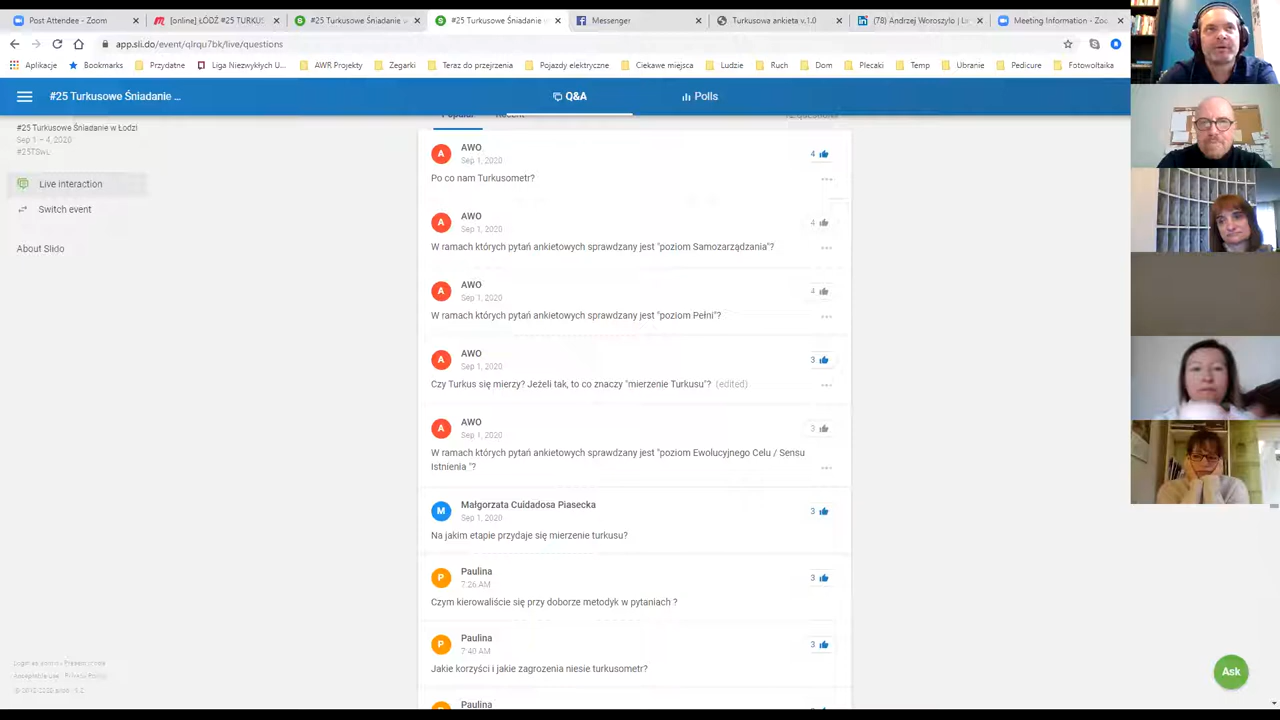 Post Attendee - Zoom
[online] ŁÓDŹ #25 TURKUS
#25 Turkusowe Śniadanie w
#25 Turkusowe Śniadanie
Messenger
Turkusowa ankieta v.1.0
(78) Andrzej Woroszylo | Li
Meeting Information - Zoo
app.sli.do/event/qlrqu7bk/live/questions
Aplikacje
Bookmarks
Przydatne
Liga Niezwykłych U...
AWR Projekty
Zegarki
Teraz do przejrzenia
Pojazdy elektryczne
Ciekawe miejsca
Ludzie
Ruch
Dom
Plecaki
Temp
Ubranie
Pedicure
Fotowoltaika
#25 Turkusowe Śniadanie ...
Q&A
Polls
#25 Turkusowe Śniadanie w Łodzi
Sep 1 – 4, 2020
#25TSwL
Live interaction
Switch event
About Slido
Popular
Recent
A
AWO
Sep 1, 2020
4
Po co nam Turkusometr?
A
AWO
Sep 1, 2020
4
W ramach których pytań ankietowych sprawdzany jest "poziom Samozarządzania"?
A
AWO
Sep 1, 2020
4
W ramach których pytań ankietowych sprawdzany jest "poziom Pełni"?
A
AWO
Sep 1, 2020
3
Czy Turkus się mierzy? Jeżeli tak, to co znaczy "mierzenie Turkusu"? (edited)
A
AWO
Sep 1, 2020
3
W ramach których pytań ankietowych sprawdzany jest "poziom Ewolucyjnego Celu / Sensu
Istnienia "?
M
Małgorzata Cuidadosa Piasecka
Sep 1, 2020
3
Na jakim etapie przydaje się mierzenie turkusu?
P
Paulina
7:26 AM
3
Czym kierowaliście się przy doborze metodyk w pytaniach ?
P
Paulina
7:40 AM
3
Jakie korzyści i jakie zagrozenia niesie turkusometr?
Paulina
Ask